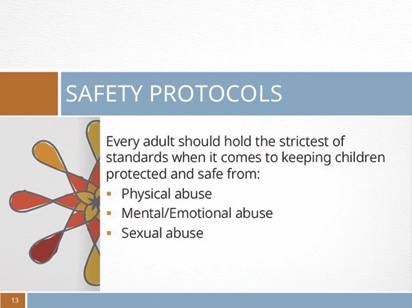 SAFETY PROTOCOLS
Every adult should hold the strictest of
standards when it comes to keeping children
protected and safe from:
▪ Physical abuse
▪ Mental/Emotional abuse
▪ Sexual abuse
13